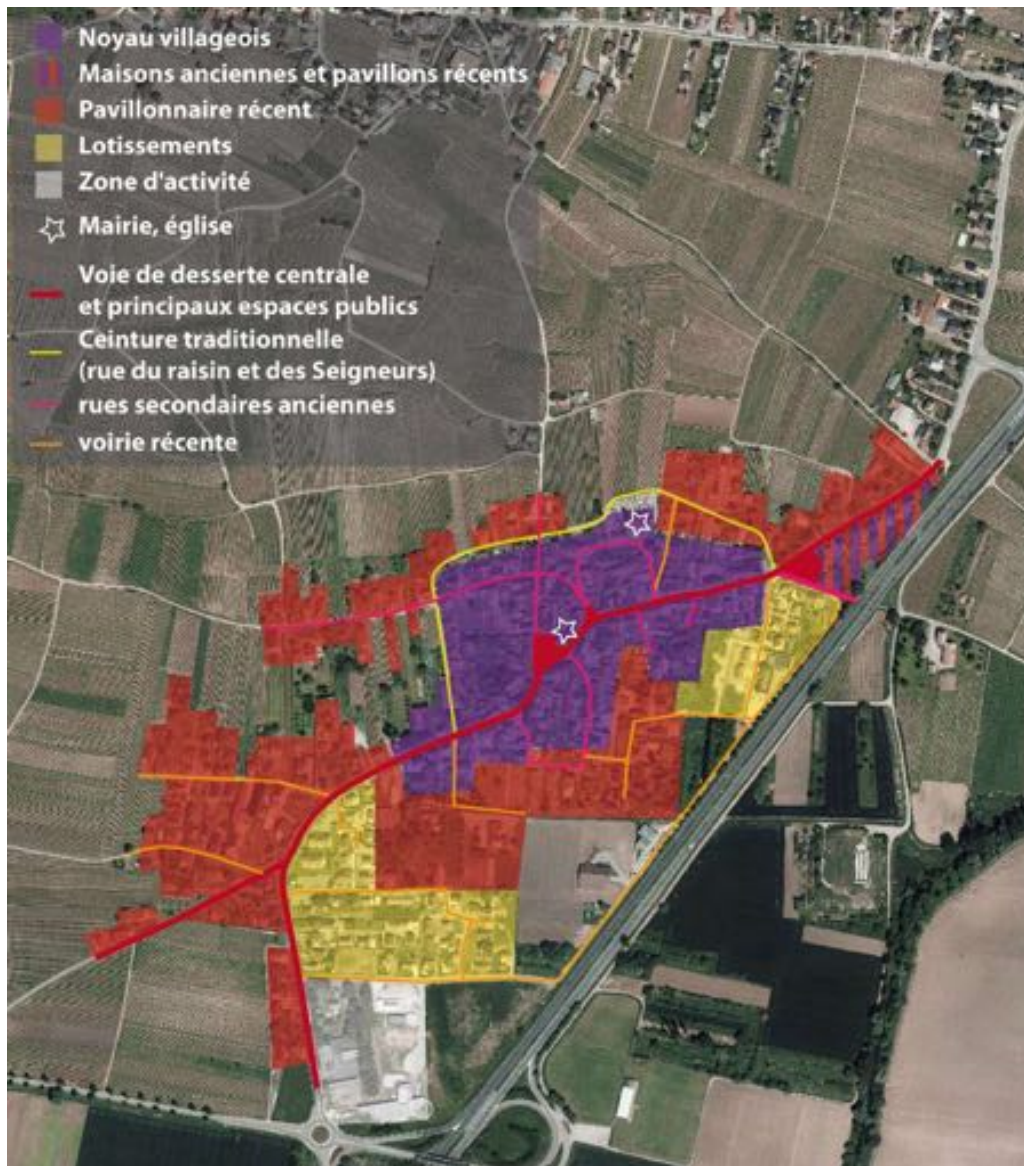 Noyau villageois
Maisons anciennes et pavillons récents
Pavillonnaire récent
Lotissements
Zone d'activité
Mairie, église
Voie de desserte centrale
et principaux espaces publics
Ceinture traditionnelle
(rue du raisin et des Seigneurs)
rues secondaires anciennes
voirie récente